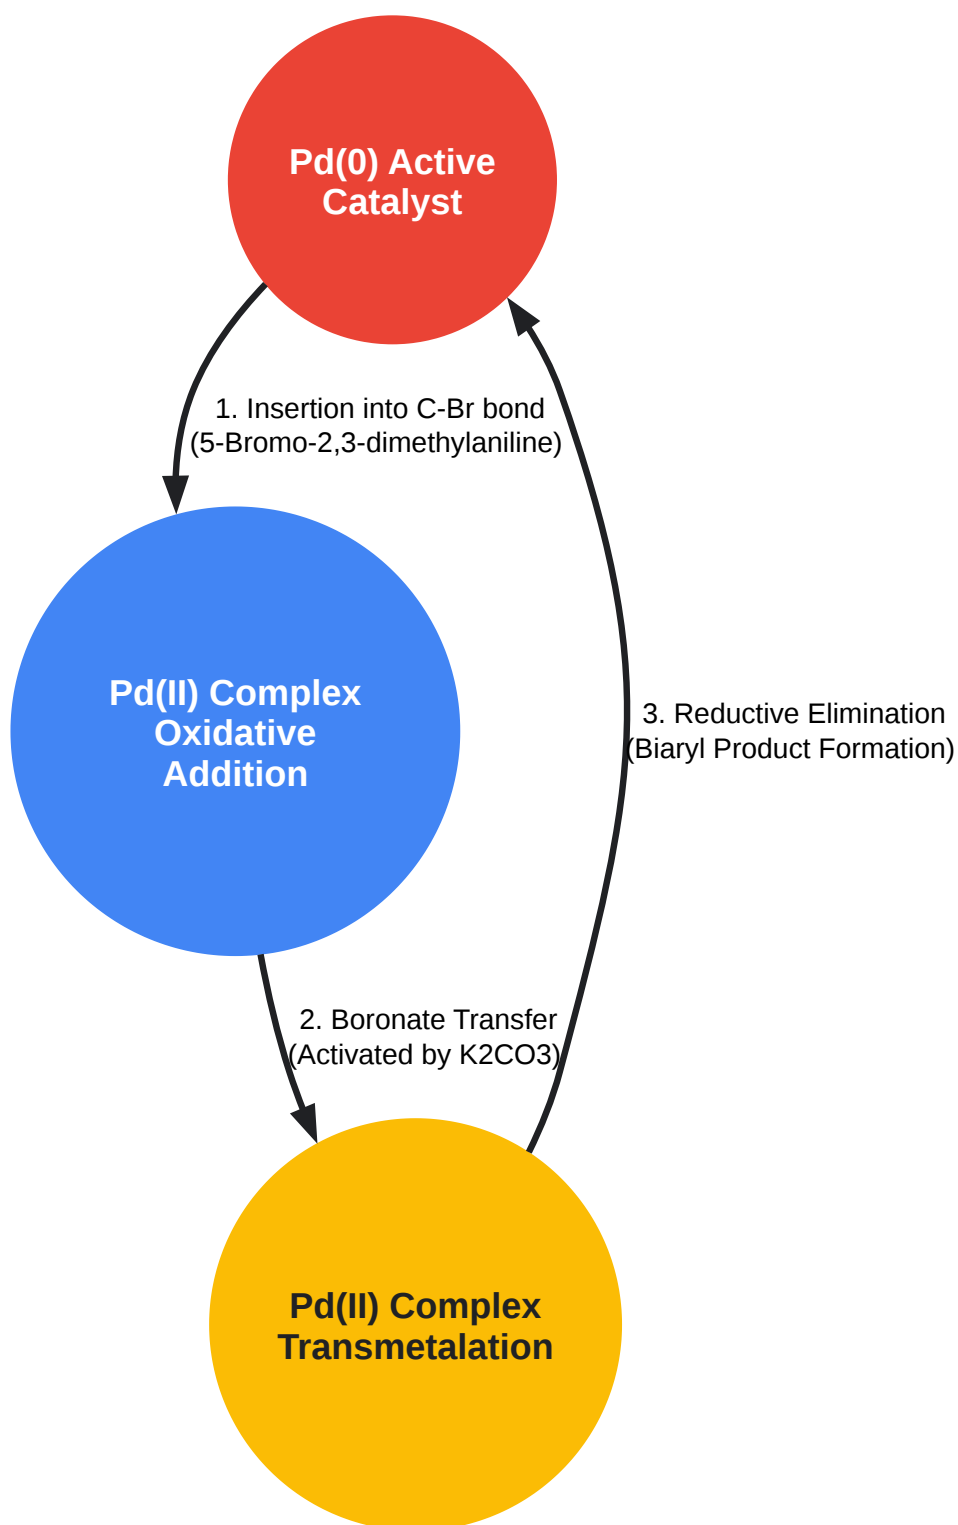 Pd(0) Active
Catalyst
1. Insertion into C-Br bond
(5-Bromo-2,3-dimethylaniline)
Pd(II) Complex
Oxidative
Addition
3. Reductive Elimination
(Biaryl Product Formation)
2. Boronate Transfer
(Activated by K2CO3)
Pd(II) Complex
Transmetalation